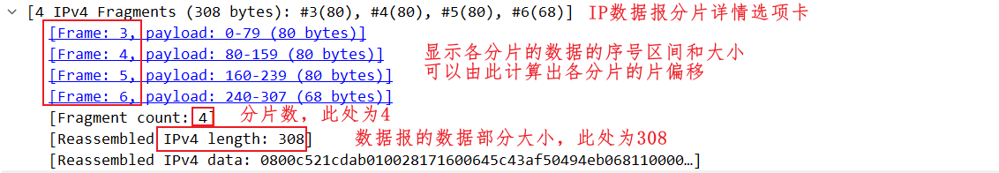 [4 IPv4 Fragments (308 bytes): #3(80), #4(80), #5(80), #6(68)] IP数据报分片详情选项卡
[Frame: 3, payload: 0-79 (80 bytes)]
[Frame: 4, payload: 80-159 (80 bytes)] 显示各分片的数据的序号区间和大小
[Frame: 5, payload: 160-239 (80 bytes)] 可以由此计算出各分片的片偏移
[Frame: 6, payload: 240-307 (68 bytes)]
[Fragment count: 4] 分片数，此处为4
[Reassembled IPv4 length: 308] 数据报的数据部分大小，此处为308
[Reassembled IPv4 data: 0800c521cdab010028171600645c43af50494eb068110000…]